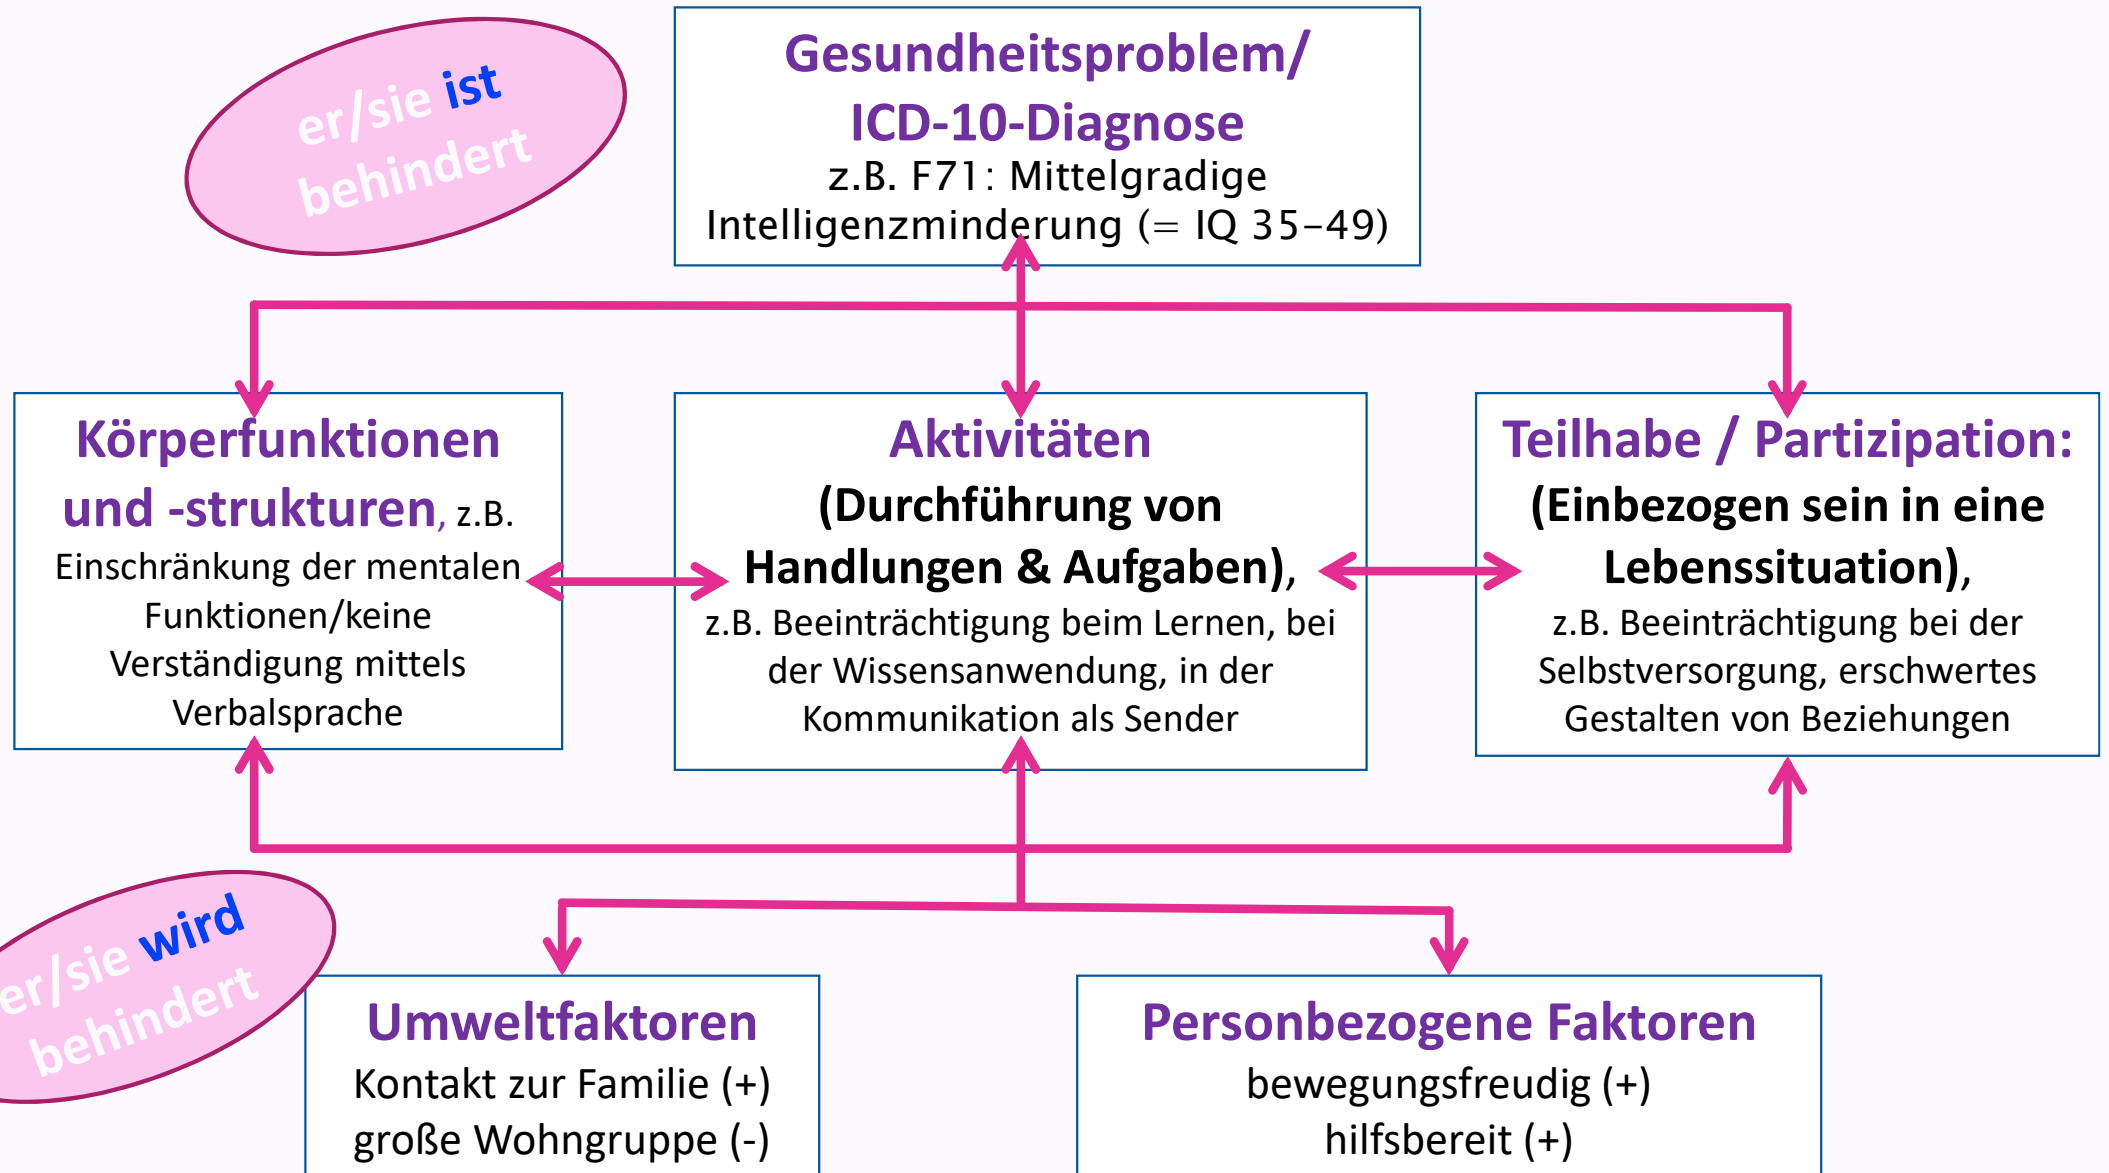 er/sie ist
behindert
Gesundheitsproblem/
ICD-10-Diagnose
z.B. F71: Mittelgradige
Intelligenzminderung (= IQ 35–49)
Körperfunktionen
und -strukturen, z.B.
Einschränkung der mentalen
Funktionen/keine
Verständigung mittels
Verbalsprache
Aktivitäten
(Durchführung von
Handlungen & Aufgaben),
z.B. Beeinträchtigung beim Lernen, bei
der Wissensanwendung, in der
Kommunikation als Sender
Teilhabe / Partizipation:
(Einbezogen sein in eine
Lebenssituation),
z.B. Beeinträchtigung bei der
Selbstversorgung, erschwertes
Gestalten von Beziehungen
er/sie wird
behindert
Umweltfaktoren
Kontakt zur Familie (+)
große Wohngruppe (-)
Personbezogene Faktoren
bewegungsfreudig (+)
hilfsbereit (+)